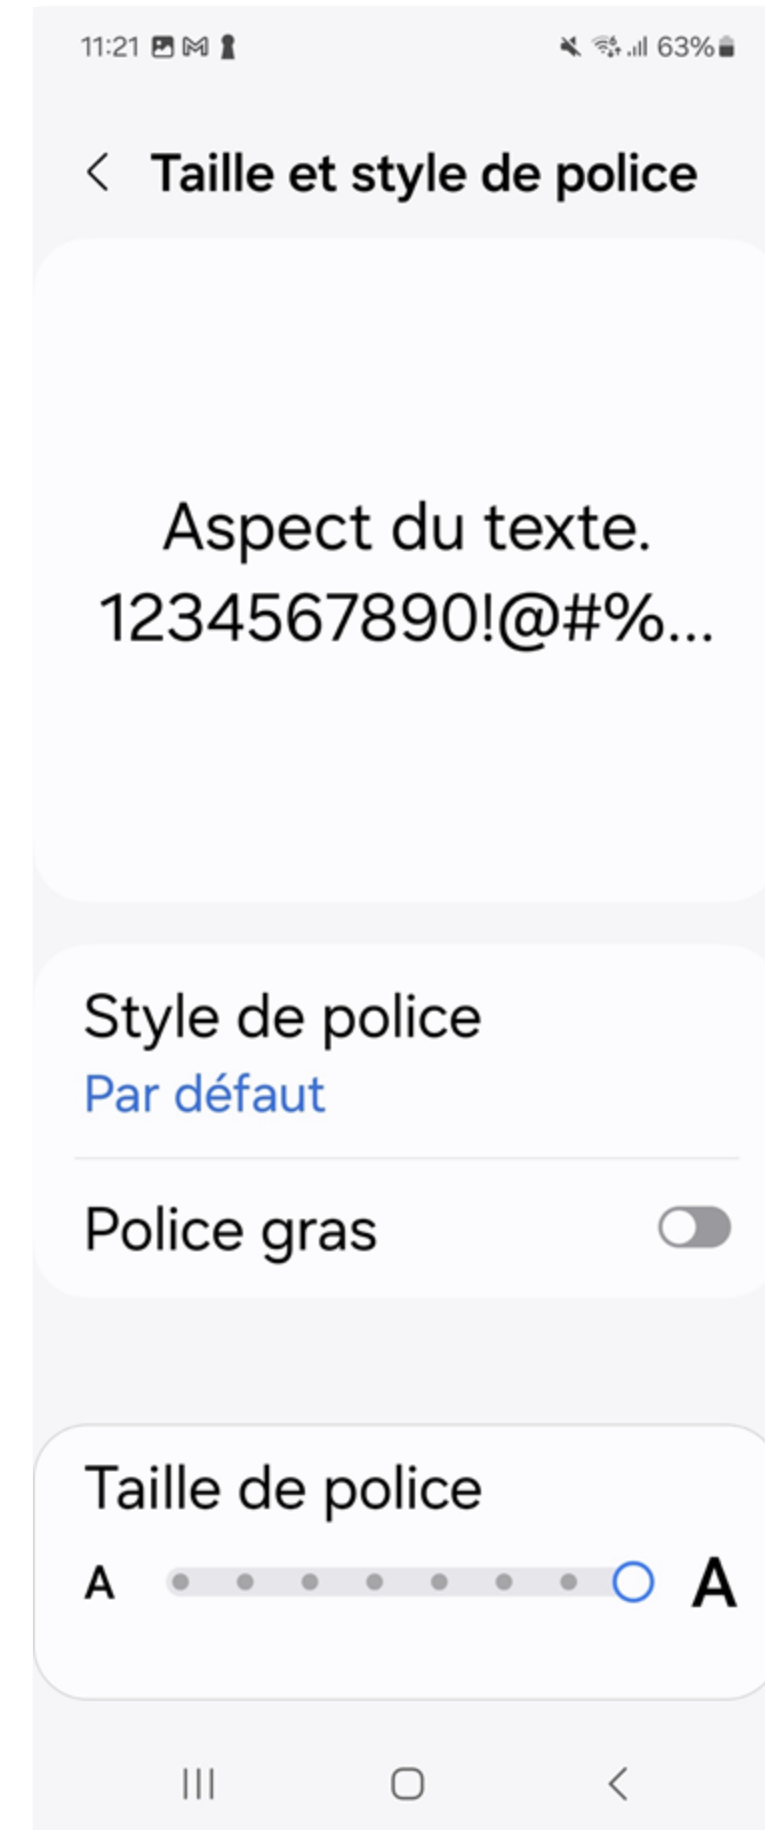 11:21 63%
Taille et style de police
Aspect du texte.
1234567890!@#%...
Style de police
Par défaut
Police gras
Taille de police
A A